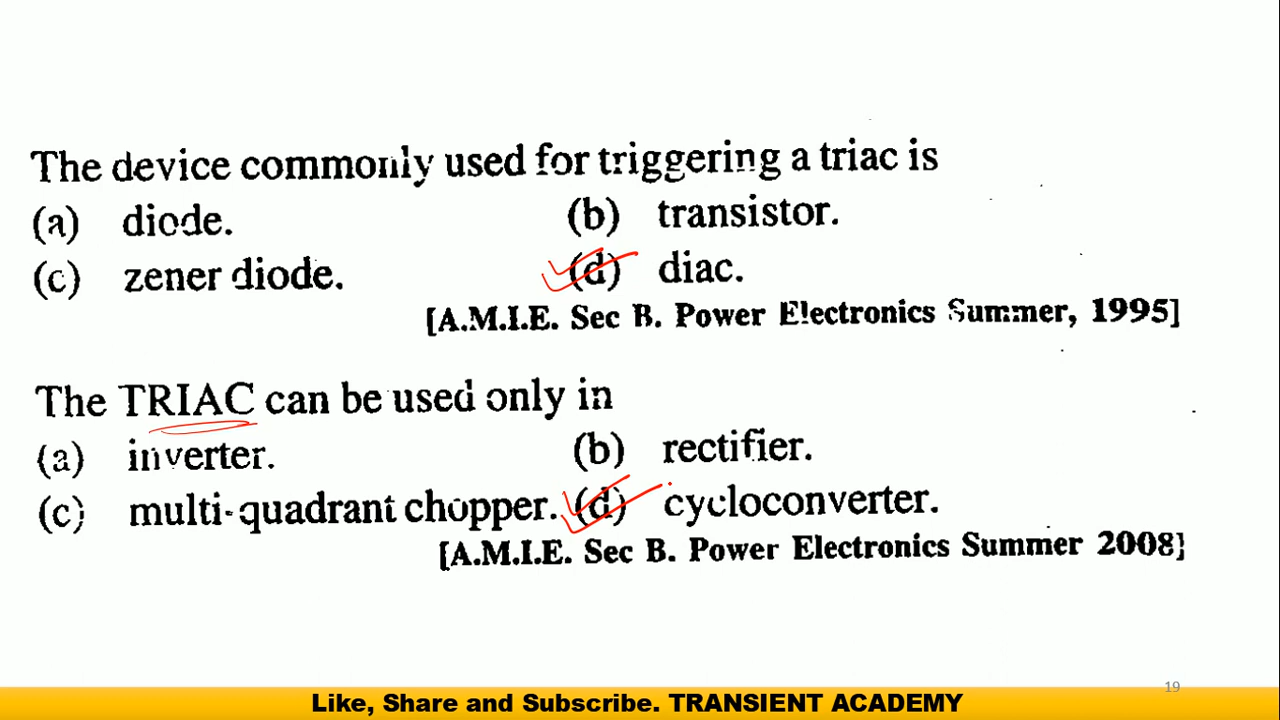 The device commonly used for triggering a triac is
(a) diode. (b) transistor.
(c) zener diode. (d) diac.
[A.M.I.E. Sec B. Power Electronics Summer, 1995]
The TRIAC can be used only in
(a) inverter. (b) rectifier.
(c) multi-quadrant chopper. (d) cycloconverter.
[A.M.I.E. Sec B. Power Electronics Summer 2008]
19
Like, Share and Subscribe. TRANSIENT ACADEMY